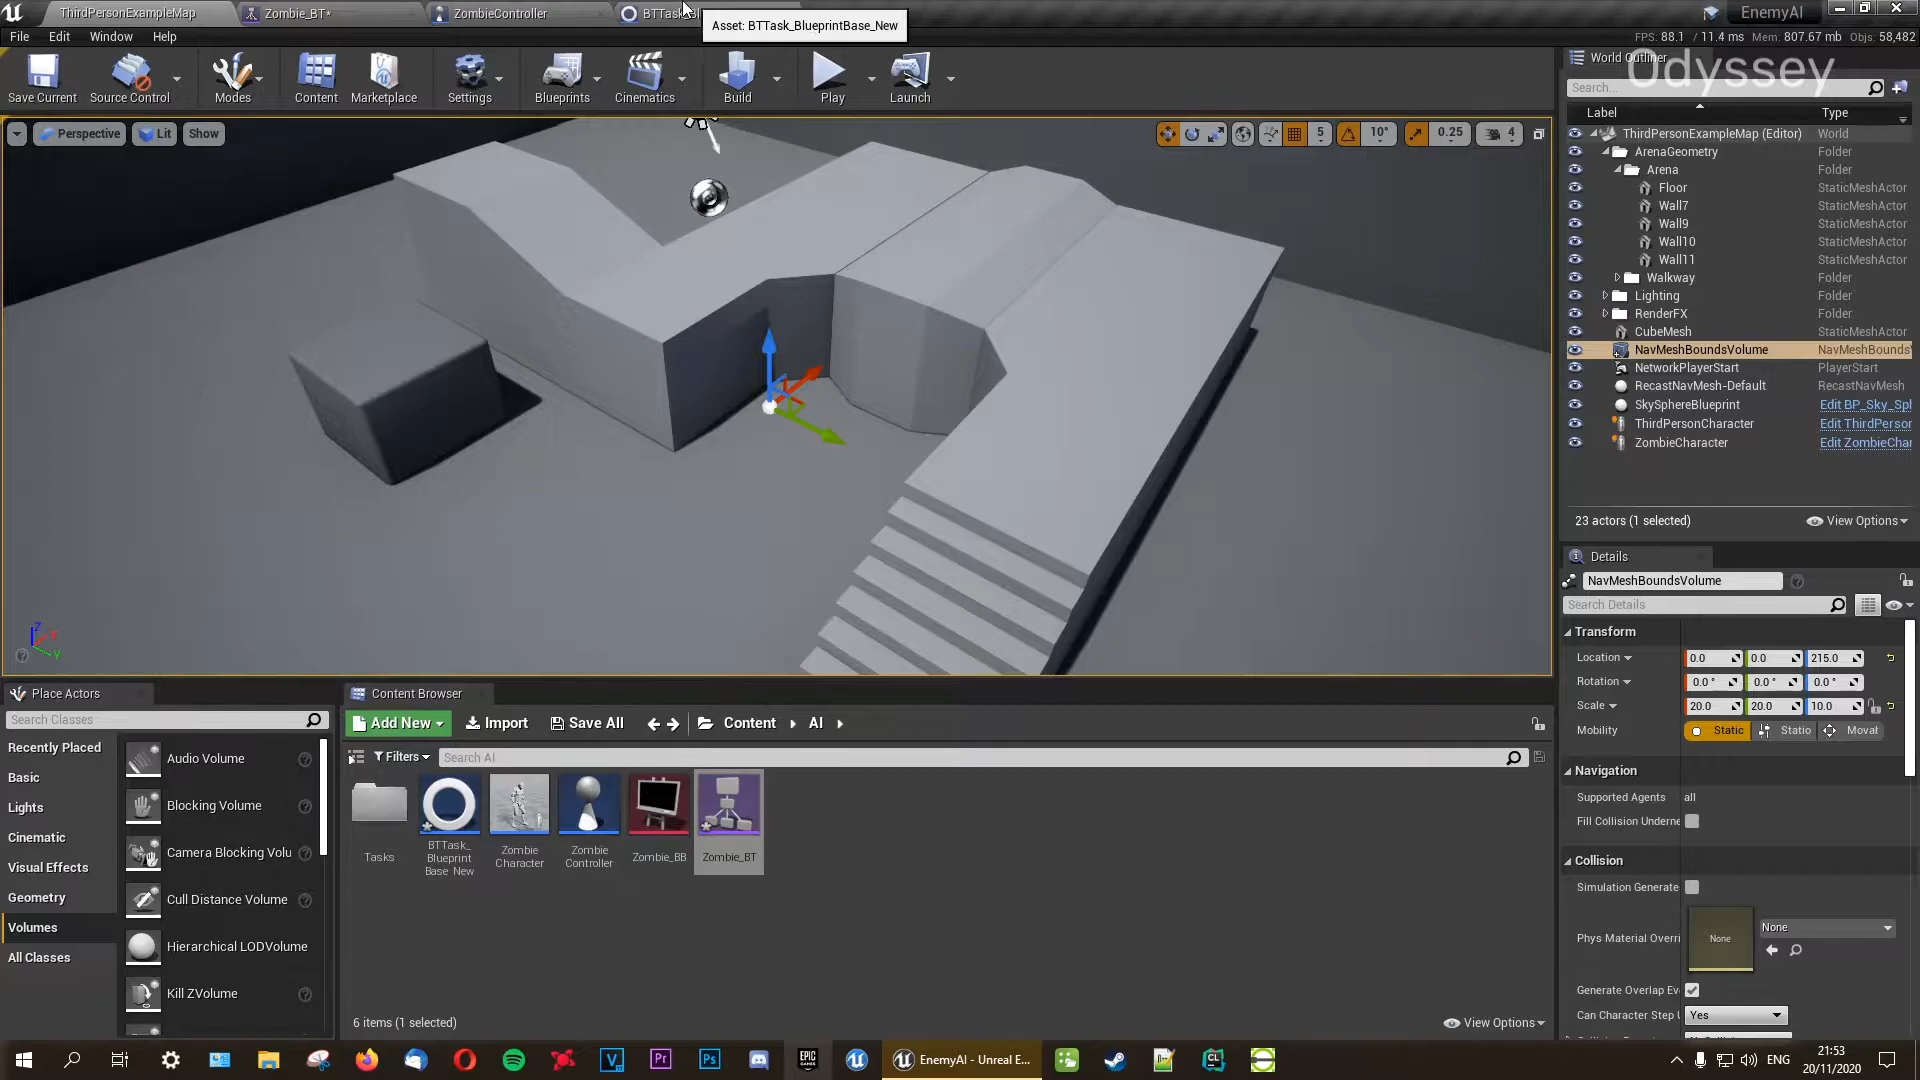 ThirdPersonExampleMap
Zombie_BT*
ZombieController
BTTask_Bl
Asset: BTTask_BlueprintBase_New
EnemyAI
File
Edit
Window
Help
FPS: 88.1 / 11.4 ms
Mem: 807.67 mb
Objs: 58,482
Save Current
Source Control
Modes
Content
Marketplace
Settings
Blueprints
Cinematics
Build
Play
Launch
World Outliner
Odyssey
Search...
Label
Type
Perspective
Lit
Show
5
10°
0.25
4
ThirdPersonExampleMap (Editor)
World
ArenaGeometry
Folder
Arena
Folder
Floor
StaticMeshActor
Wall7
StaticMeshActor
Wall9
StaticMeshActor
Wall10
StaticMeshActor
Wall11
StaticMeshActor
Walkway
Folder
Lighting
Folder
RenderFX
Folder
CubeMesh
StaticMeshActor
NavMeshBoundsVolume
NavMeshBounds
NetworkPlayerStart
PlayerStart
RecastNavMesh-Default
RecastNavMesh
SkySphereBlueprint
Edit BP_Sky_Spl
ThirdPersonCharacter
Edit ThirdPerson
ZombieCharacter
Edit ZombieChar
23 actors (1 selected)
View Options
Details
NavMeshBoundsVolume
Search Details
Transform
Location
0.0
0.0
215.0
Rotation
0.0 °
0.0 °
0.0 °
Scale
20.0
20.0
10.0
Mobility
Static
Statio
Moval
Navigation
Supported Agents
all
Fill Collision Underne
Collision
Simulation Generate
Phys Material Overri
None
None
Generate Overlap Ev
Can Character Step U
Yes
Place Actors
Search Classes
Recently Placed
Basic
Lights
Cinematic
Visual Effects
Geometry
Volumes
All Classes
Audio Volume
Blocking Volume
Camera Blocking Volu
Cull Distance Volume
Hierarchical LODVolume
Kill ZVolume
Content Browser
Add New
Import
Save All
Content
AI
Filters
Search AI
Tasks
BTTask_
Blueprint
Base_New
Zombie
Character
Zombie
Controller
Zombie_BB
Zombie_BT
6 items (1 selected)
View Options
EPIC
GAMES
EnemyAI - Unreal E...
Pr
Ps
CL
ENG
21:53
20/11/2020